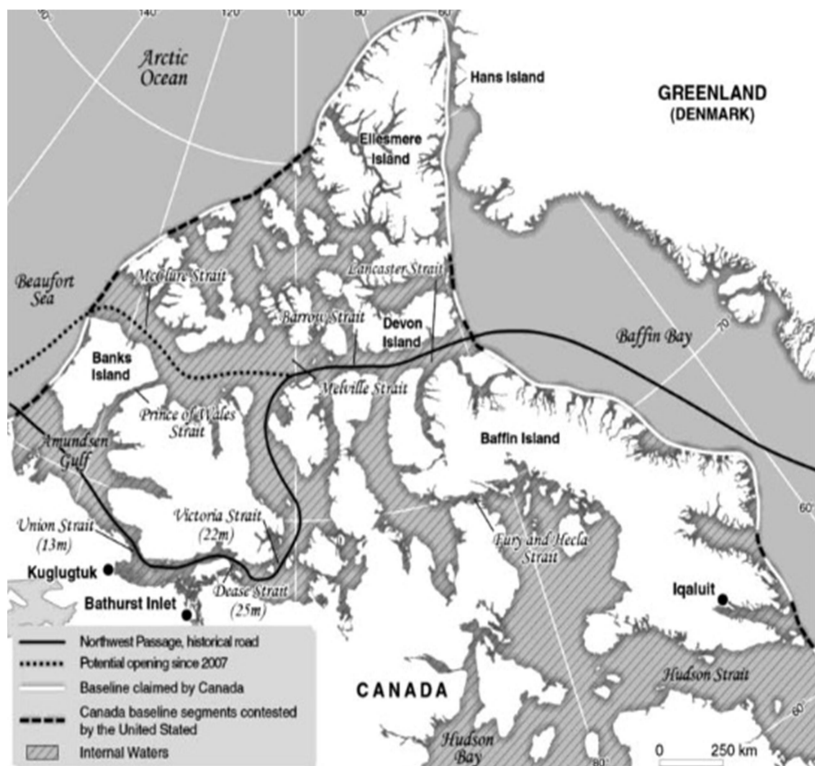 140°
120°
100°
80°
60°
Arctic
Ocean
Hans Island
GREENLAND
(DENMARK)
Ellesmere
Island
Beaufort
Sea
McClure Strait
Lancaster Strait
Barrow Strait
Devon
Island
Baffin Bay
70
Banks
Island
Melville Strait
Prince of Wales
Strait
Amundsen
Gulf
Baffin Island
Union Strait
(13m)
Victoria Strait
(22m)
Fury and Hecla
Strait
60°
Kuglugtuk
Dease Strait
(25m)
Bathurst Inlet
Iqaluit
Northwest Passage, historical road
Potential opening since 2007
Baseline claimed by Canada
Canada baseline segments contested
by the United Stated
Internal Waters
CANADA
Hudson Strait
Hudson
Bay
80°
60
0 250 km